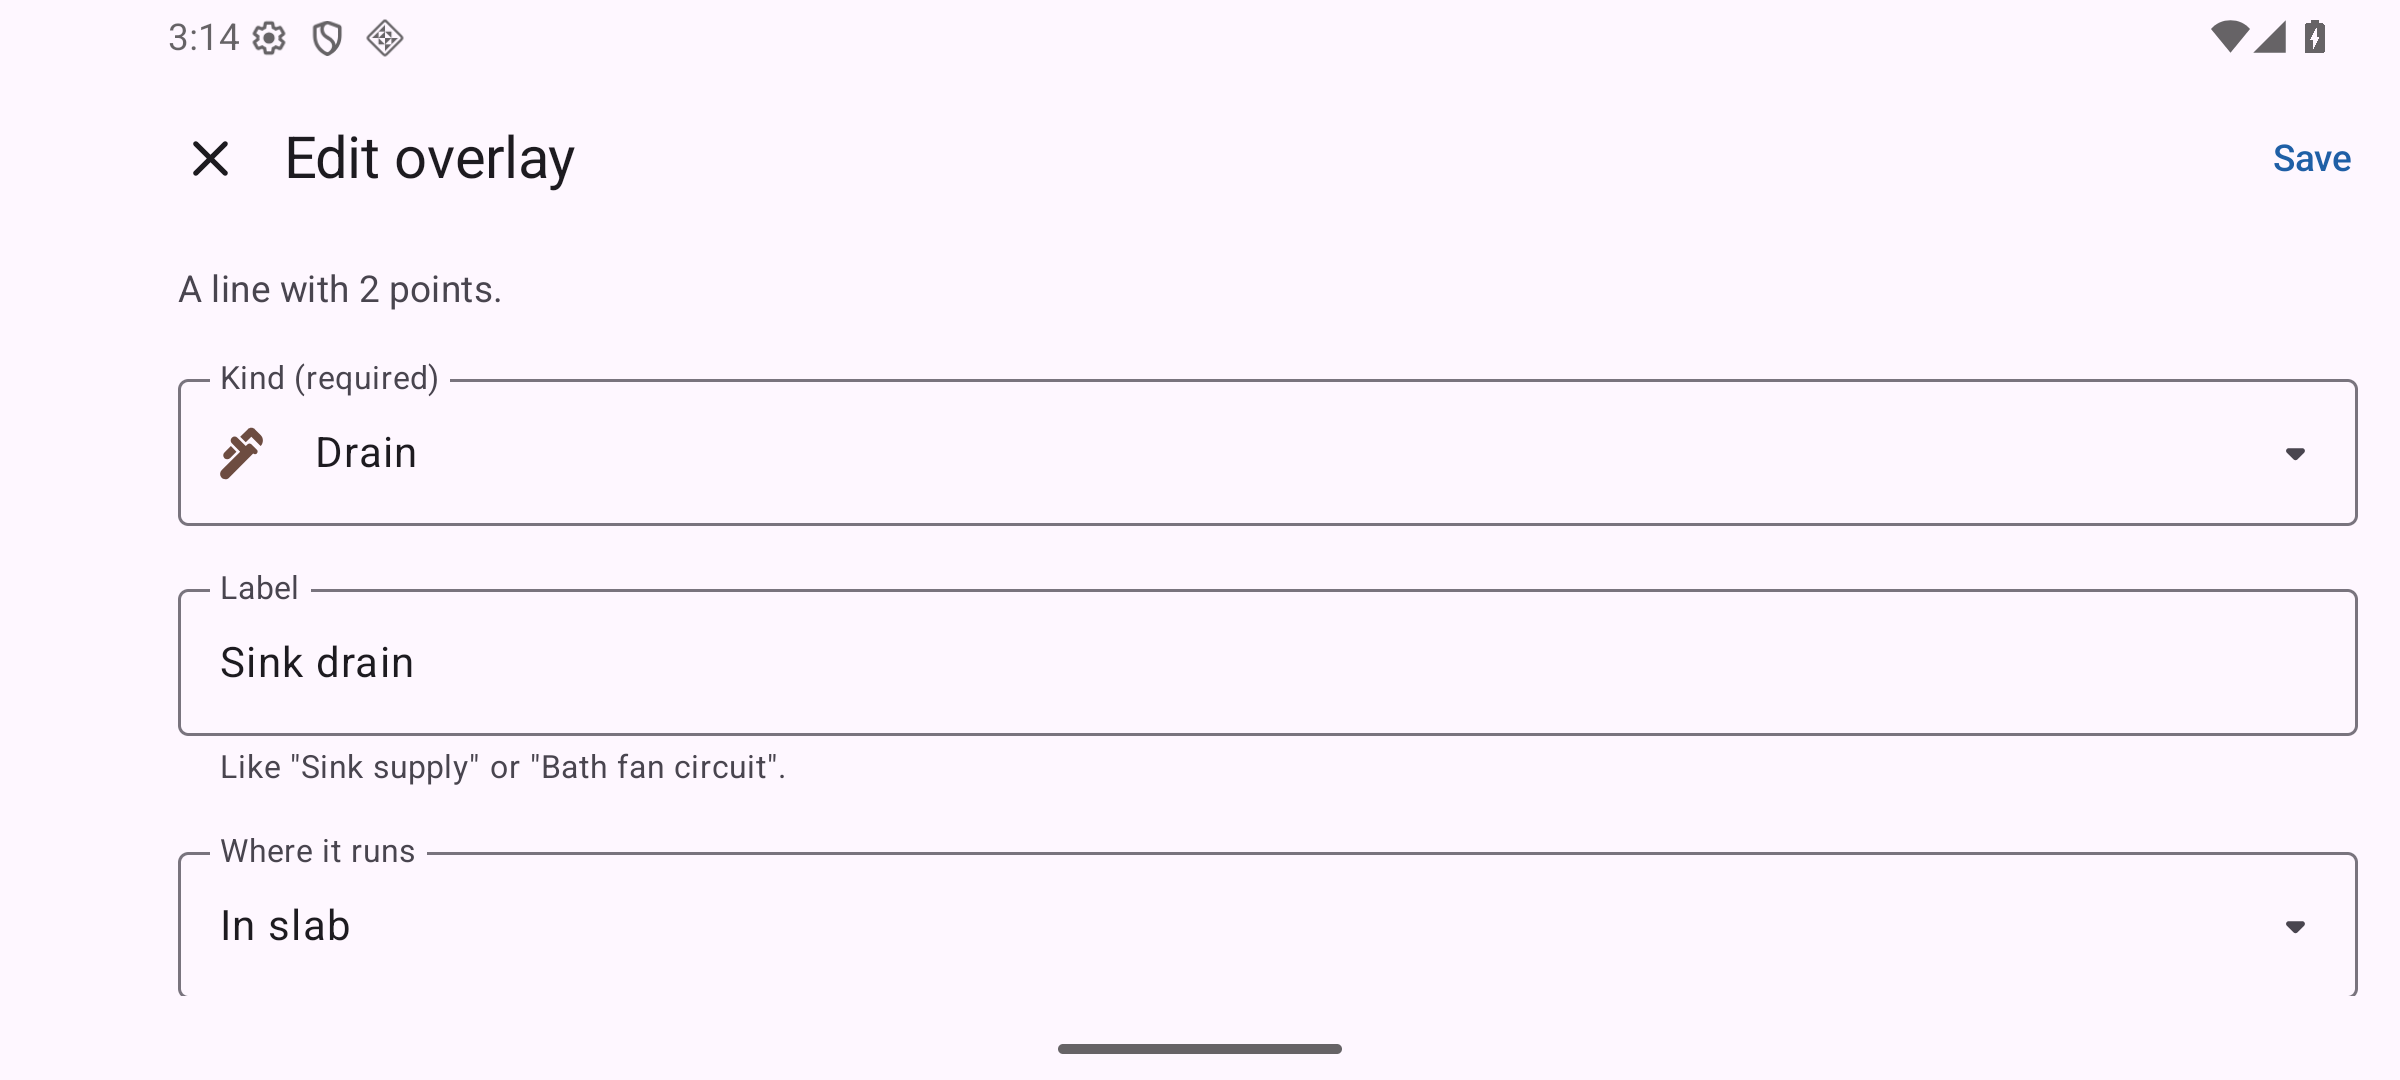 3:14
Edit overlay
Save
A line with 2 points.
Kind (required)
Drain
Label
Sink drain
Like "Sink supply" or "Bath fan circuit".
Where it runs
In slab